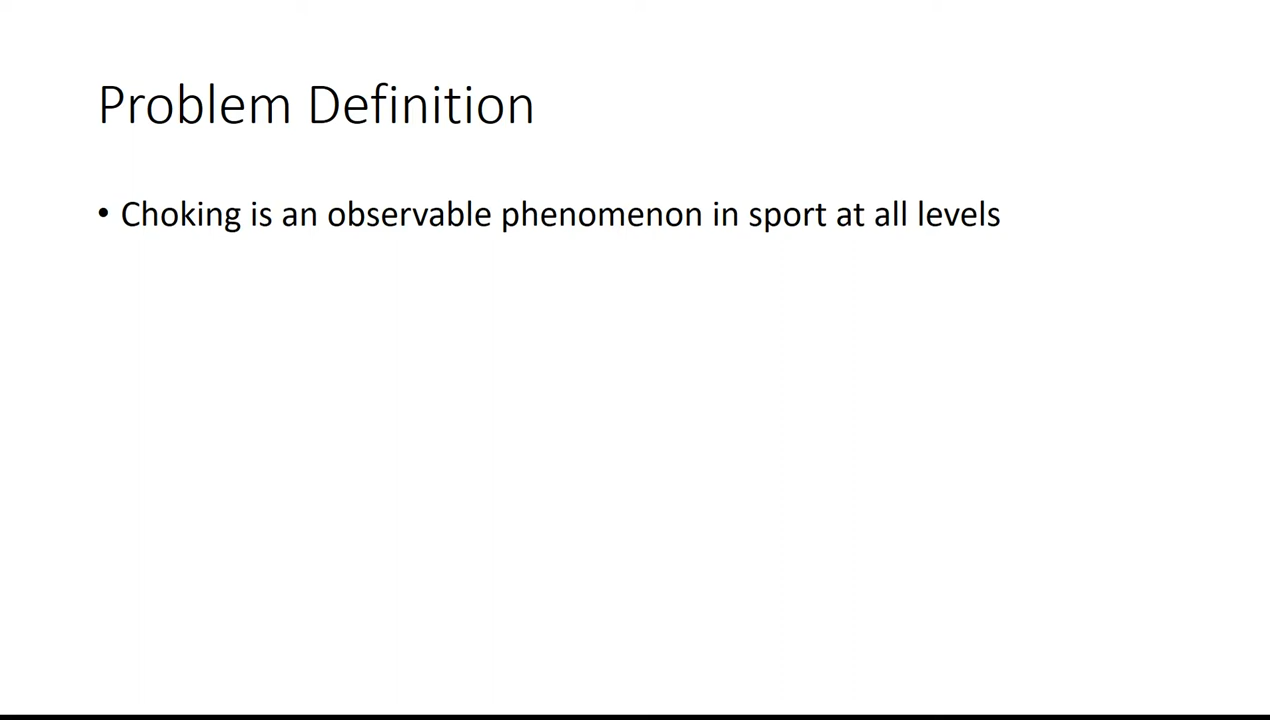 Problem Definition
• Choking is an observable phenomenon in sport at all levels